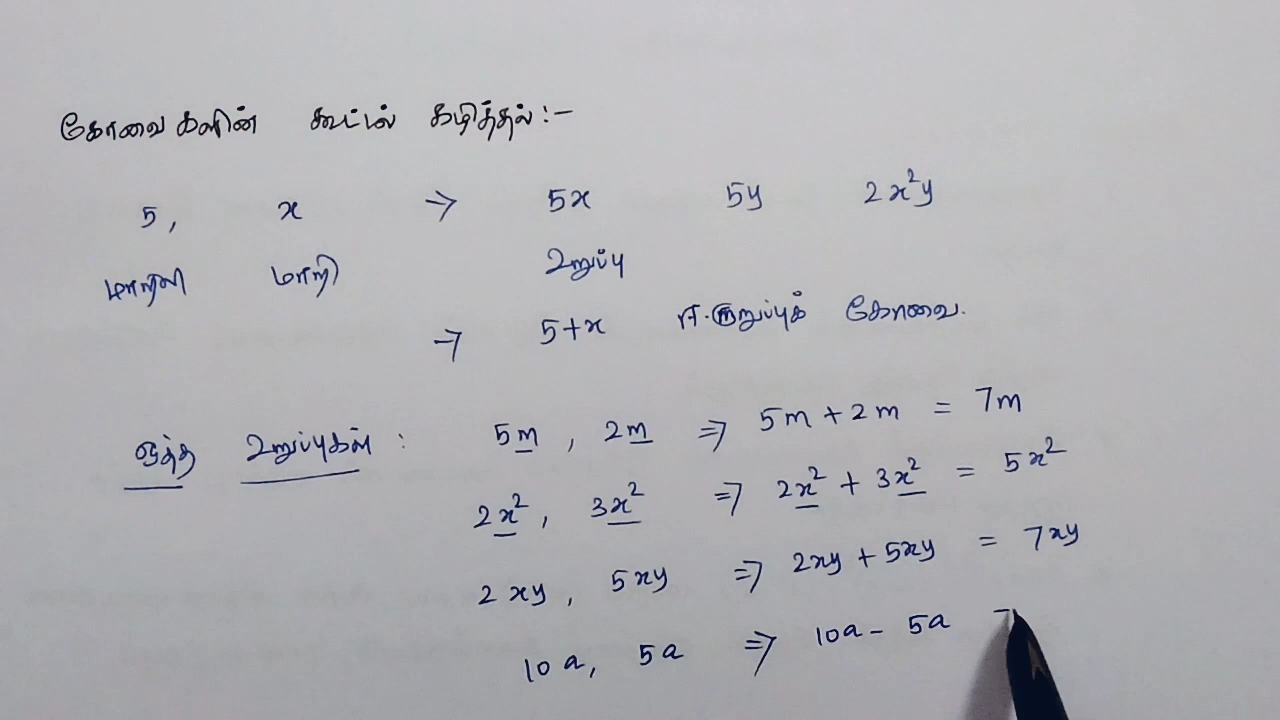 கோவைகளின் கூட்டல் கழித்தல் :-
5, x → 5x 5y 2x²y
மாறிலி மாறி உறுப்பு
→ 5+x ஈ.ருறுப்புக் கோவை.
ஒத்த உறுப்புகள் : 5m , 2m ⇒ 5m + 2m = 7m
2x² , 3x² ⇒ 2x² + 3x² = 5x²
2xy , 5xy ⇒ 2xy + 5xy = 7xy
10a, 5a ⇒ 10a - 5a